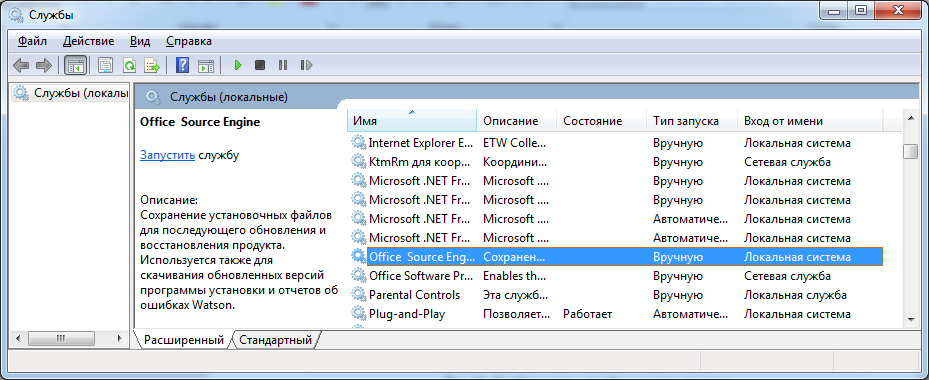 Службы
Файл Действие Вид Справка
Службы (локаль
Службы (локальные)
Office Source Engine
Запустить службу
Описание:
Сохранение установочных файлов
для последующего обновления и
восстановления продукта.
Используется также для
скачивания обновленных версий
программы установки и отчетов об
ошибках Watson.
Имя Описание Состояние Тип запуска Вход от имени
Internet Explorer E... ETW Colle... Вручную Локальная система
KtmRm для коор... Координи... Вручную Сетевая служба
Microsoft .NET Fr... Microsoft .... Вручную Локальная система
Microsoft .NET Fr... Microsoft .... Вручную Локальная система
Microsoft .NET Fr... Microsoft .... Автоматиче... Локальная система
Microsoft .NET Fr... Microsoft .... Автоматиче... Локальная система
Office Source Eng... Сохранен... Вручную Локальная система
Office Software Pr... Enables th... Вручную Сетевая служба
Parental Controls Эта служб... Вручную Локальная служба
Plug-and-Play Позволяет... Работает Автоматиче... Локальная система
Расширенный Стандартный